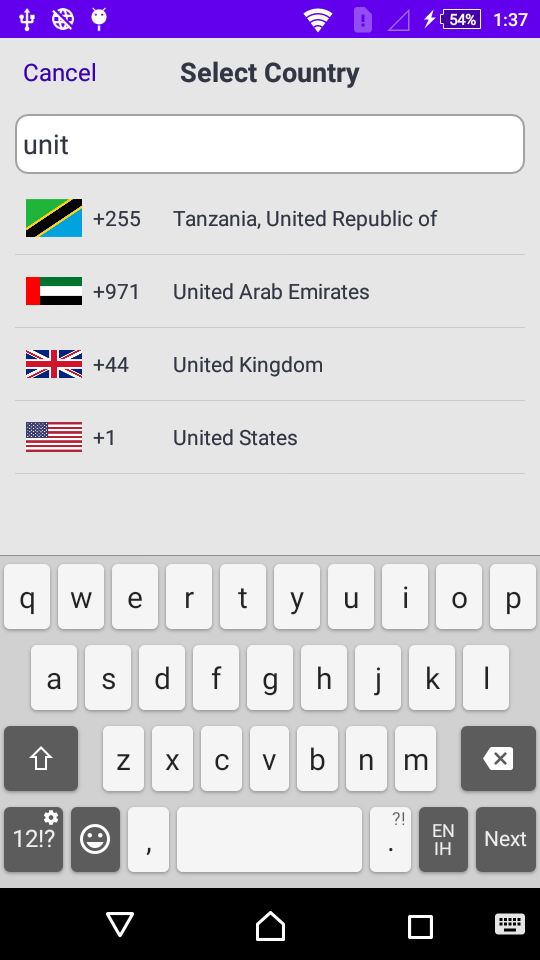 54% 1:37
Cancel Select Country
unit
+255 Tanzania, United Republic of
+971 United Arab Emirates
+44 United Kingdom
+1 United States
q w e r t y u i o p
a s d f g h j k l
z x c v b n m
12!? , . ?! EN IH Next